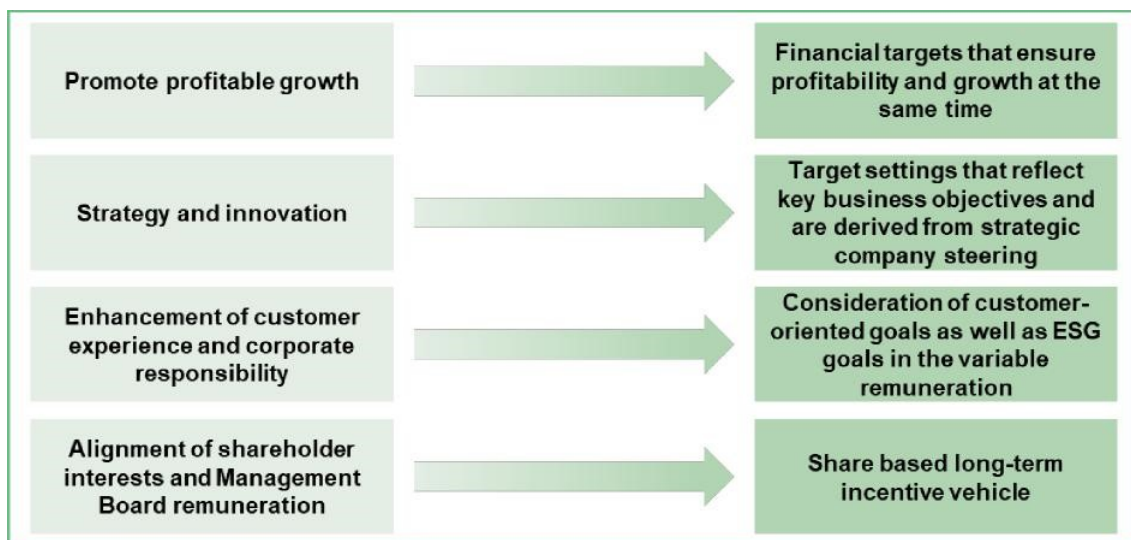 Promote profitable growth
Financial targets that ensure
profitability and growth at the
same time
Strategy and innovation
Target settings that reflect
key business objectives and
are derived from strategic
company steering
Enhancement of customer
experience and corporate
responsibility
Consideration of customer-
oriented goals as well as ESG
goals in the variable
remuneration
Alignment of shareholder
interests and Management
Board remuneration
Share based long-term
incentive vehicle